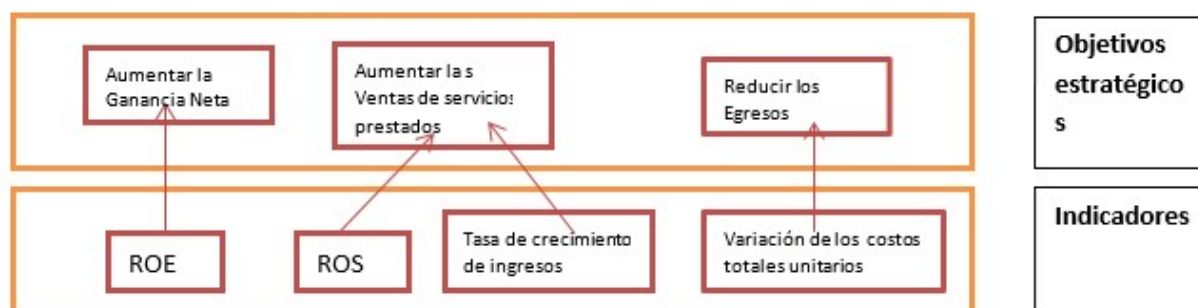 Aumentar la
Ganancia Neta
Aumentar la s
Ventas de servicios
prestados
Reducir los
Egresos
Objetivos
estratégico
s
ROE
ROS
Tasa de crecimiento
de ingresos
Variación de los costos
totales unitarios
Indicadores